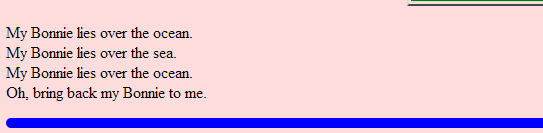 My Bonnie lies over the ocean.
My Bonnie lies over the sea.
My Bonnie lies over the ocean.
Oh, bring back my Bonnie to me.